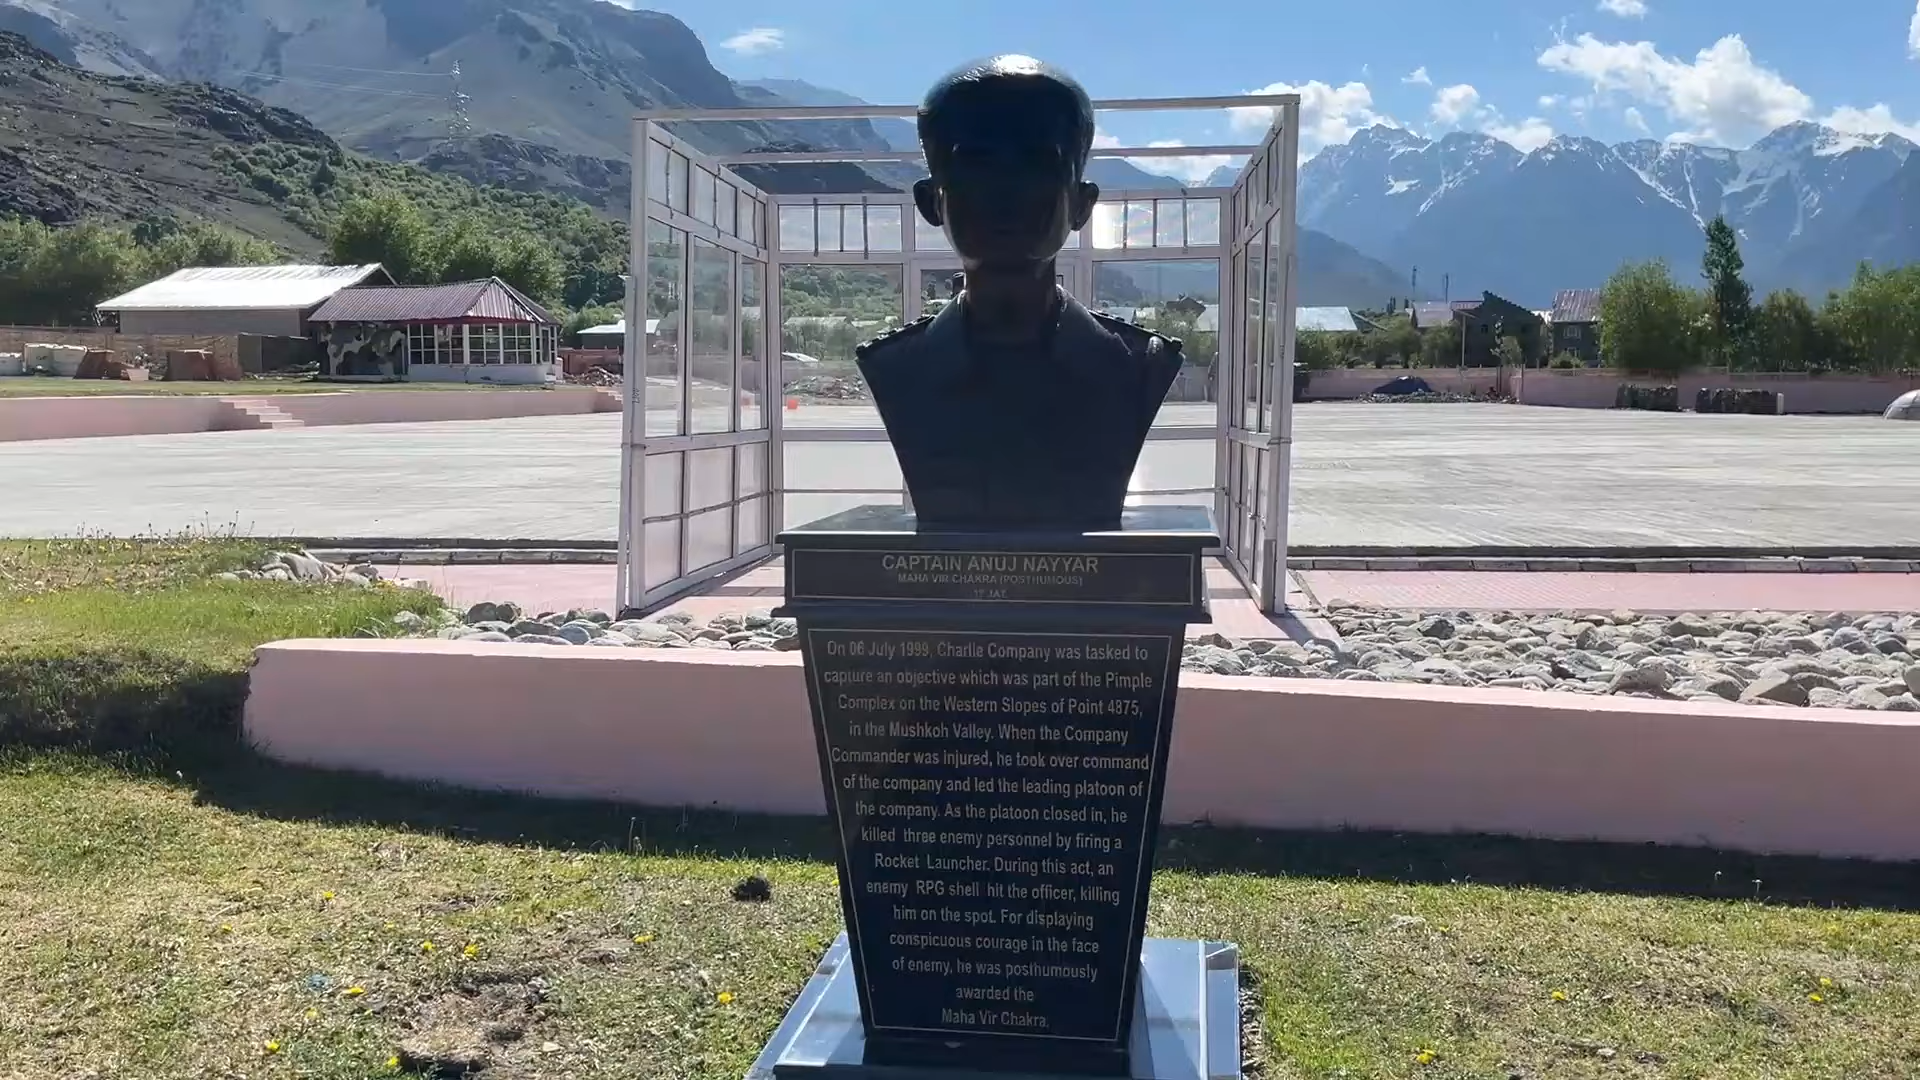 CAPTAIN ANUJ NAYYAR
MAHA VIR CHAKRA (POSTHUMOUS)
17 JAT
On 06 July 1999, Charlie Company was tasked to
capture an objective which was part of the Pimple
Complex on the Western Slopes of Point 4875,
in the Mushkoh Valley. When the Company
Commander was injured, he took over command
of the company and led the leading platoon of
the company. As the platoon closed in, he
killed three enemy personnel by firing a
Rocket Launcher. During this act, an
enemy RPG shell hit the officer, killing
him on the spot. For displaying
conspicuous courage in the face
of enemy, he was posthumously
awarded the
Maha Vir Chakra.